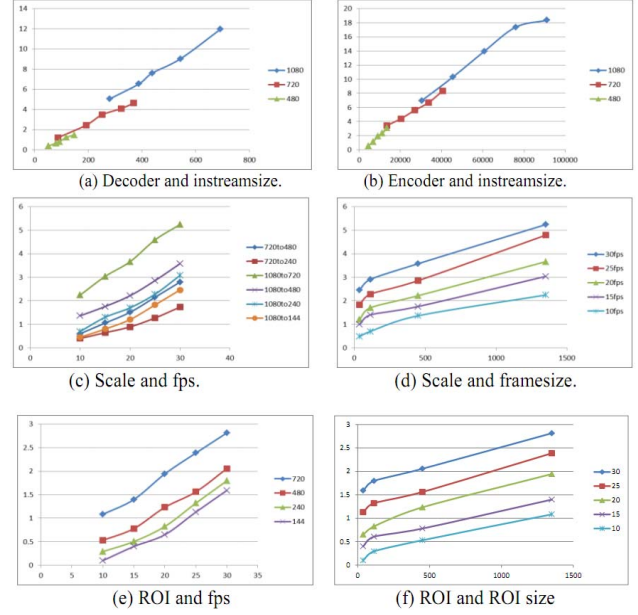 14
12
10
8
6
4
2
0
0 200 400 600 800
1080
720
480
(a) Decoder and instreamsize.
20
18
16
14
12
10
8
6
4
2
0
0 20000 40000 60000 80000 100000
1080
720
480
(b) Encoder and instreamsize.
6
5
4
3
2
1
0
0 10 20 30 40
720to480
720to240
1080to720
1080to480
1080to240
1080to144
(c) Scale and fps.
6
5
4
3
2
1
0
0 500 1000 1500
30fps
25fps
20fps
15fps
10fps
(d) Scale and framesize.
3
2.5
2
1.5
1
0.5
0
0 5 10 15 20 25 30 35
720
480
240
144
(e) ROI and fps
3
2.5
2
1.5
1
0.5
0
0 500 1000 1500
30
25
20
15
10
(f) ROI and ROI size